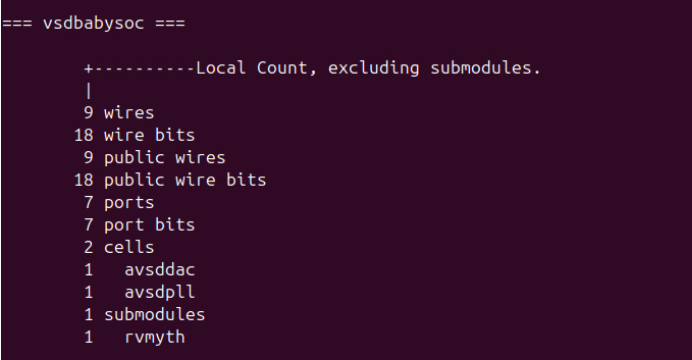 === vsdbabysoc ===
+----------Local Count, excluding submodules.
|
9 wires
18 wire bits
9 public wires
18 public wire bits
7 ports
7 port bits
2 cells
1   avsddac
1   avsdpll
1 submodules
1   rvmyth